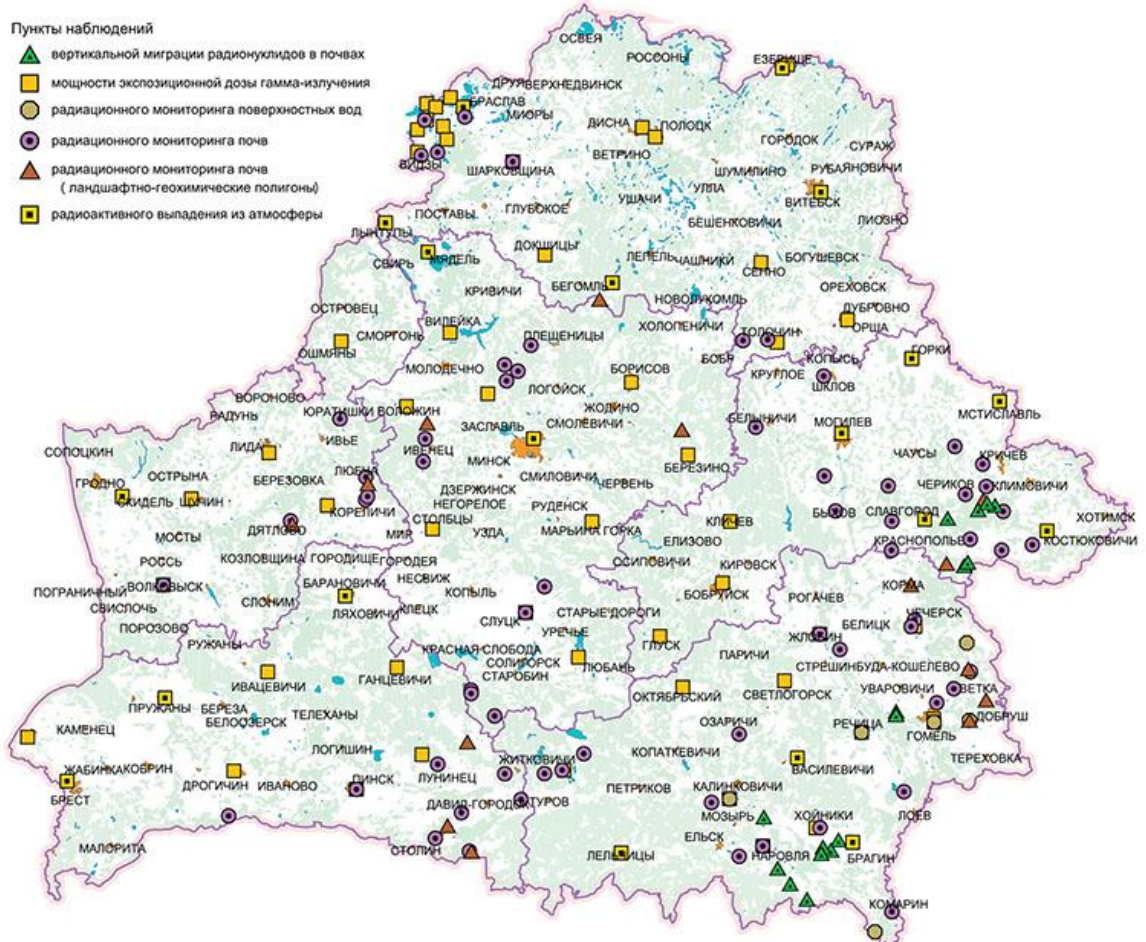 Пункты наблюдений
вертикальной миграции радионуклидов в почвах
мощности экспозиционной дозы гамма-излучения
радиационного мониторинга поверхностных вод
радиационного мониторинга почв
радиационного мониторинга почв
( ландшафтно-геохимические полигоны)
радиоактивного выпадения из атмосферы
ОСВЕЯ
РОССОНЫ
ЕЗЕРИЩЕ
ДРУЯ
ВЕРХНЕДВИНСК
БРАСЛАВ
МИОРЫ
ДИСНА
ПОЛОЦК
ГОРОДОК
СУРАЖ
ВЕТРИНО
ВИДЗЫ
ШАРКОВЩИНА
ШУМИЛИНО
РУБА
ЯНОВИЧИ
УЛЛА
УШАЧИ
ВИТЕБСК
ПОСТАВЫ
ГЛУБОКОЕ
БЕШЕНКОВИЧИ
ЛИОЗНО
ЛЫНТУПЫ
ДОКШИЦЫ
СВИРЬ
МЯДЕЛЬ
ЛЕПЕЛЬ
ЧАШНИКИ
БОГУШЕВСК
СЕННО
КРИВИЧИ
БЕГОМЛЬ
НОВОЛУКОМЛЬ
ОРЕХОВСК
ОСТРОВЕЦ
ДУБРОВНО
ВИЛЕЙКА
ХОЛОПЕНИЧИ
ОРША
СМОРГОНЬ
ПЛЕЩЕНИЦЫ
ТОЛОЧИН
ОШМЯНЫ
БОБР
КОПЫСЬ
ГОРКИ
МОЛОДЕЧНО
БОРИСОВ
КРУГЛОЕ
ШКЛОВ
ЛОГОЙСК
ВОРОНОВО
ЖОДИНО
РАДУНЬ
ЮРАТИШКИ
ВОЛОЖИН
МСТИСЛАВЛЬ
ЗАСЛАВЛЬ
СМОЛЕВИЧИ
БЕЛЫНИЧИ
МОГИЛЕВ
ИВЬЕ
ЛИДА
ИВЕНЕЦ
СОПОЦКИН
МИНСК
ЧАУСЫ
КРИЧЕВ
БЕРЕЗИНО
ЛЮБЧА
ОСТРЫНА
БЕРЕЗОВКА
СМИЛОВИЧИ
ЧЕРВЕНЬ
ГРОДНО
ЧЕРИКОВ
КЛИМОВИЧИ
ДЗЕРЖИНСК
СКИДЕЛЬ
ЩУЧИН
НЕГОРЕЛОЕ
РУДЕНСК
КОРЕЛИЧИ
БЫХОВ
СЛАВГОРОД
ХОТИМСК
СТОЛБЦЫ
КЛИЧЕВ
ДЯТЛОВО
МИР
УЗДА
МАРЬИНА ГОРКА
МОСТЫ
ЕЛИЗОВО
КРАСНОПОЛЬЕ
КОСТЮКОВИЧИ
РОССЬ
КОЗЛОВЩИНА
ГОРОДИЩЕ
ГОРОДЕЯ
ОСИПОВИЧИ
КИРОВСК
НЕСВИЖ
БАРАНОВИЧИ
ВОЛКОВЫСК
КОРМА
ПОГРАНИЧНЫЙ
КОПЫЛЬ
БОБРУЙСК
РОГАЧЕВ
СЛОНИМ
СВИСЛОЧЬ
ЛЯХОВИЧИ
КЛЕЦК
СТАРЫЕ ДОРОГИ
ЧЕЧЕРСК
СЛУЦК
БЕЛИЦК
ПОРОЗОВО
УРЕЧЬЕ
ЖЛОБИН
РУЖАНЫ
ГЛУСК
КРАСНАЯ СЛОБОДА
ПАРИЧИ
СОЛИГОРСК
ЛЮБАНЬ
СТРЕШИН
БУДА-КОШЕЛЕВО
СТАРОБИН
ГАНЦЕВИЧИ
ИВАЦЕВИЧИ
УВАРОВИЧИ
ВЕТКА
ОКТЯБРЬСКИЙ
СВЕТЛОГОРСК
ПРУЖАНЫ
БЕРЕЗА
ТЕЛЕХАНЫ
БЕЛООЗЕРСК
ОЗАРИЧИ
РЕЧИЦА
ДОБРУШ
КАМЕНЕЦ
ГОМЕЛЬ
ЛОГИШИН
КОПАТКЕВИЧИ
ЖИТКОВИЧИ
ТЕРЕХОВКА
ЖАБИНКА
КОБРИН
ВАСИЛЕВИЧИ
ПИНСК
ЛУНИНЕЦ
ДРОГИЧИН
ИВАНОВО
ПЕТРИКОВ
КАЛИНКОВИЧИ
БРЕСТ
ДАВИД-ГОРОДОК
ТУРОВ
МОЗЫРЬ
ХОЙНИКИ
ЛОЕВ
ЕЛЬСК
МАЛОРИТА
СТОЛИН
ЛЕЛЬЧИЦЫ
НАРОВЛЯ
БРАГИН
КОМАРИН